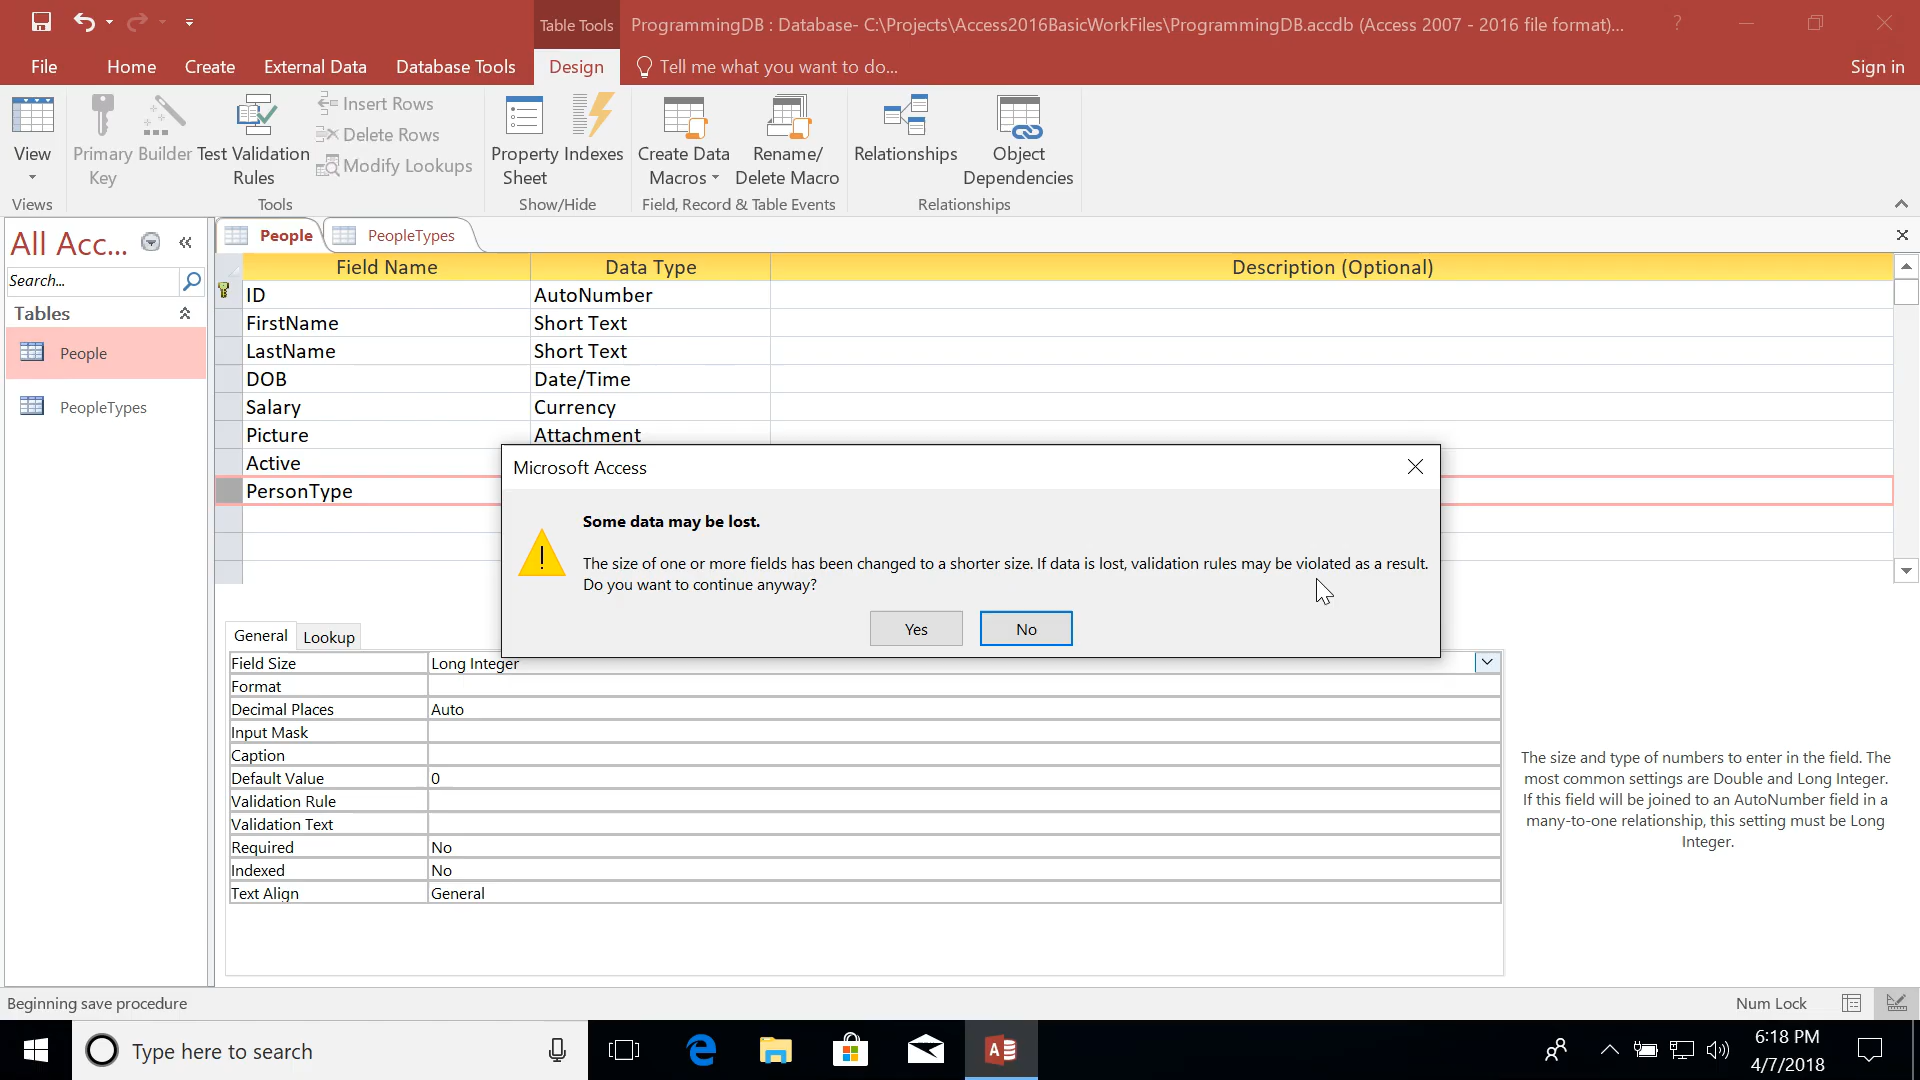 Table Tools
ProgrammingDB : Database- C:\Projects\Access2016BasicWorkFiles\ProgrammingDB.accdb (Access 2007 - 2016 file format)...
?
File
Home
Create
External Data
Database Tools
Design
Tell me what you want to do...
Sign in
View
Primary Key
Builder
Test Validation Rules
Insert Rows
Delete Rows
Modify Lookups
Property Sheet
Indexes
Create Data Macros
Rename/ Delete Macro
Relationships
Object Dependencies
Views
Tools
Show/Hide
Field, Record & Table Events
Relationships
All Acc...
Search...
Tables
People
PeopleTypes
People
PeopleTypes
Field Name
Data Type
Description (Optional)
ID
AutoNumber
FirstName
Short Text
LastName
Short Text
DOB
Date/Time
Salary
Currency
Picture
Attachment
Active
PersonType
Microsoft Access
Some data may be lost.
The size of one or more fields has been changed to a shorter size. If data is lost, validation rules may be violated as a result.
Do you want to continue anyway?
Yes
No
General
Lookup
Field Size
Long Integer
Format
Decimal Places
Auto
Input Mask
Caption
Default Value
0
Validation Rule
Validation Text
Required
No
Indexed
No
Text Align
General
The size and type of numbers to enter in the field. The
most common settings are Double and Long Integer.
If this field will be joined to an AutoNumber field in a
many-to-one relationship, this setting must be Long
Integer.
Beginning save procedure
Num Lock
Type here to search
6:18 PM
4/7/2018